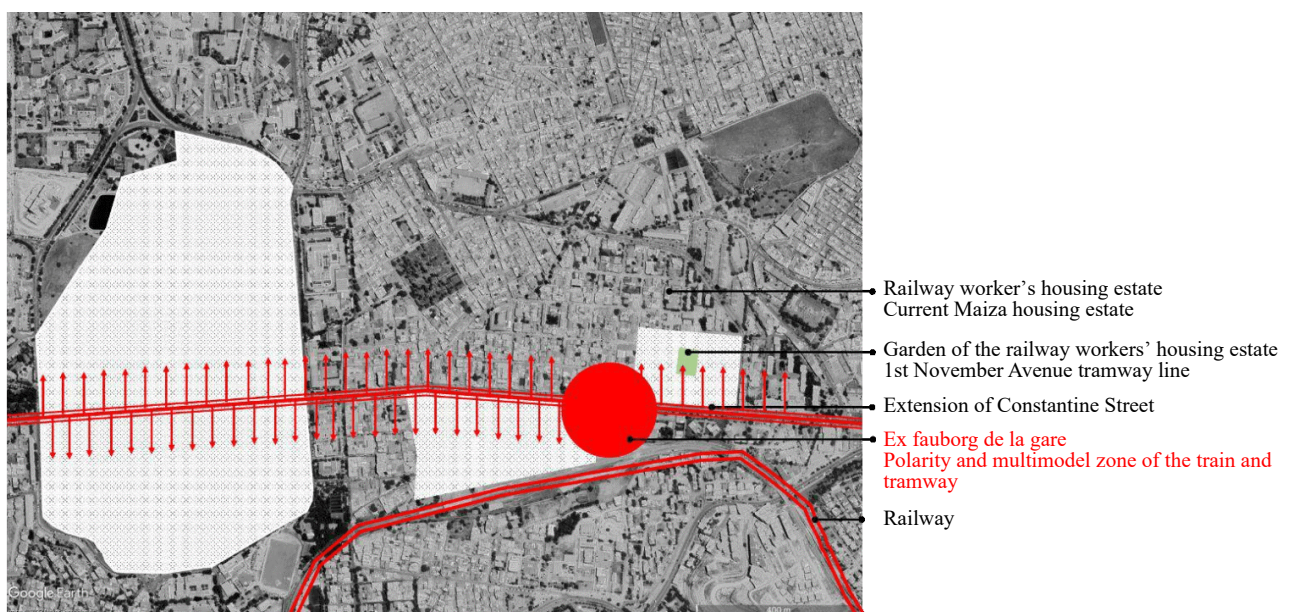 Railway worker's housing estate
Current Maiza housing estate
Garden of the railway workers' housing estate
1st November Avenue tramway line
Extension of Constantine Street
Ex fauborg de la gare
Polarity and multimodel zone of the train and
tramway
Railway
Google Earth
400 m